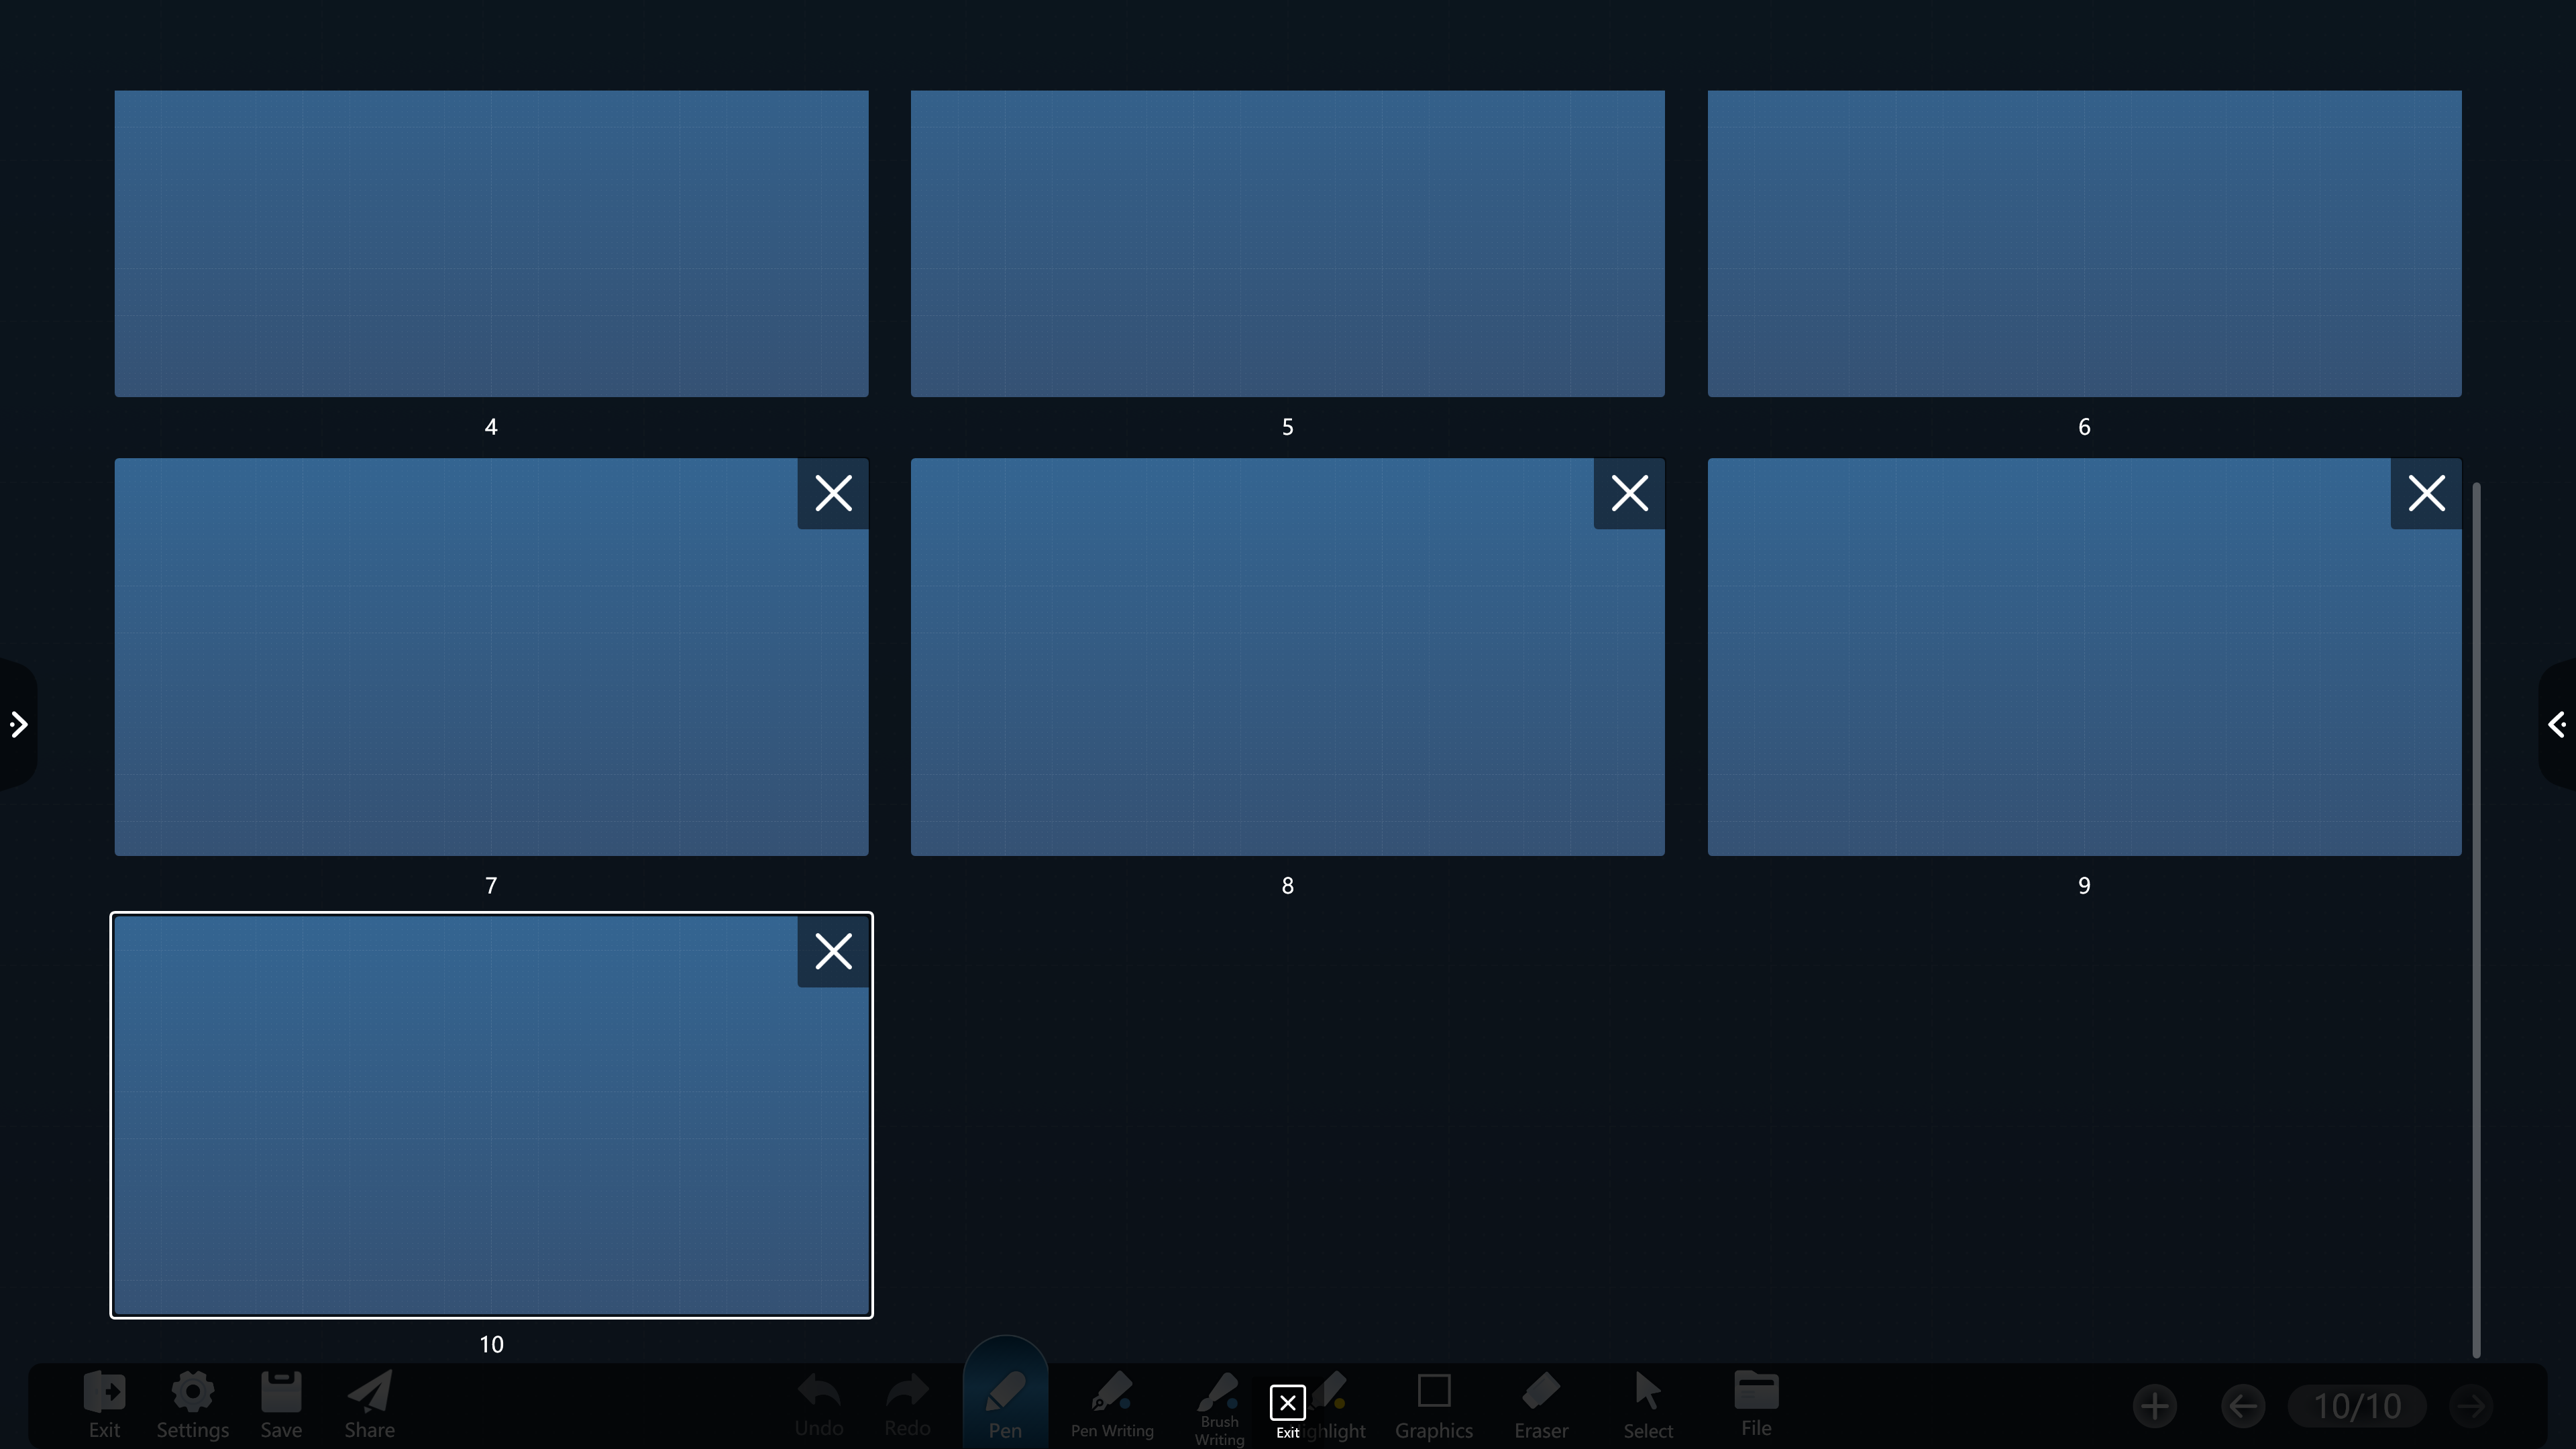 4
5
6
7
8
9
10
Exit
Settings
Save
Share
Undo
Redo
Pen
Pen Writing
Brush
Writing
Exit
ighlight
Graphics
Eraser
Select
File
10/10